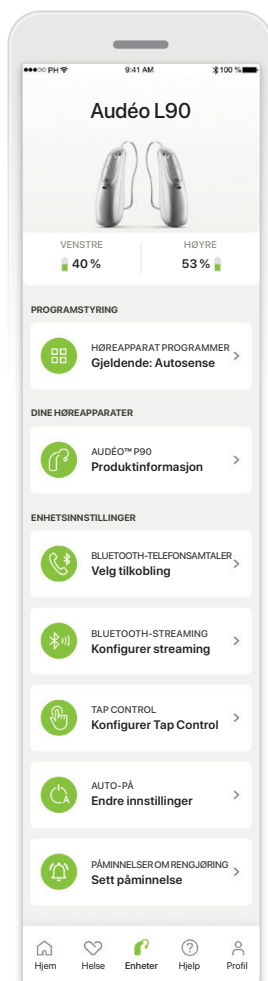 PH 9:41 AM 100 %
Audéo L90
VENSTRE HØYRE
40 % 53 %
PROGRAMSTYRING
HØREAPPARAT PROGRAMMER
Gjeldende: Autosense
DINE HØREAPPARATER
AUDÉO™ P90
Produktinformasjon
ENHETSINNSTILLINGER
BLUETOOTH-TELEFONSAMTALER
Velg tilkobling
BLUETOOTH-STREAMING
Konfigurer streaming
TAP CONTROL
Konfigurer Tap Control
AUTO-PÅ
Endre innstillinger
PÅMINNELSER OM RENGJØRING
Sett påminnelse
Hjem Helse Enheter Hjelp Profil